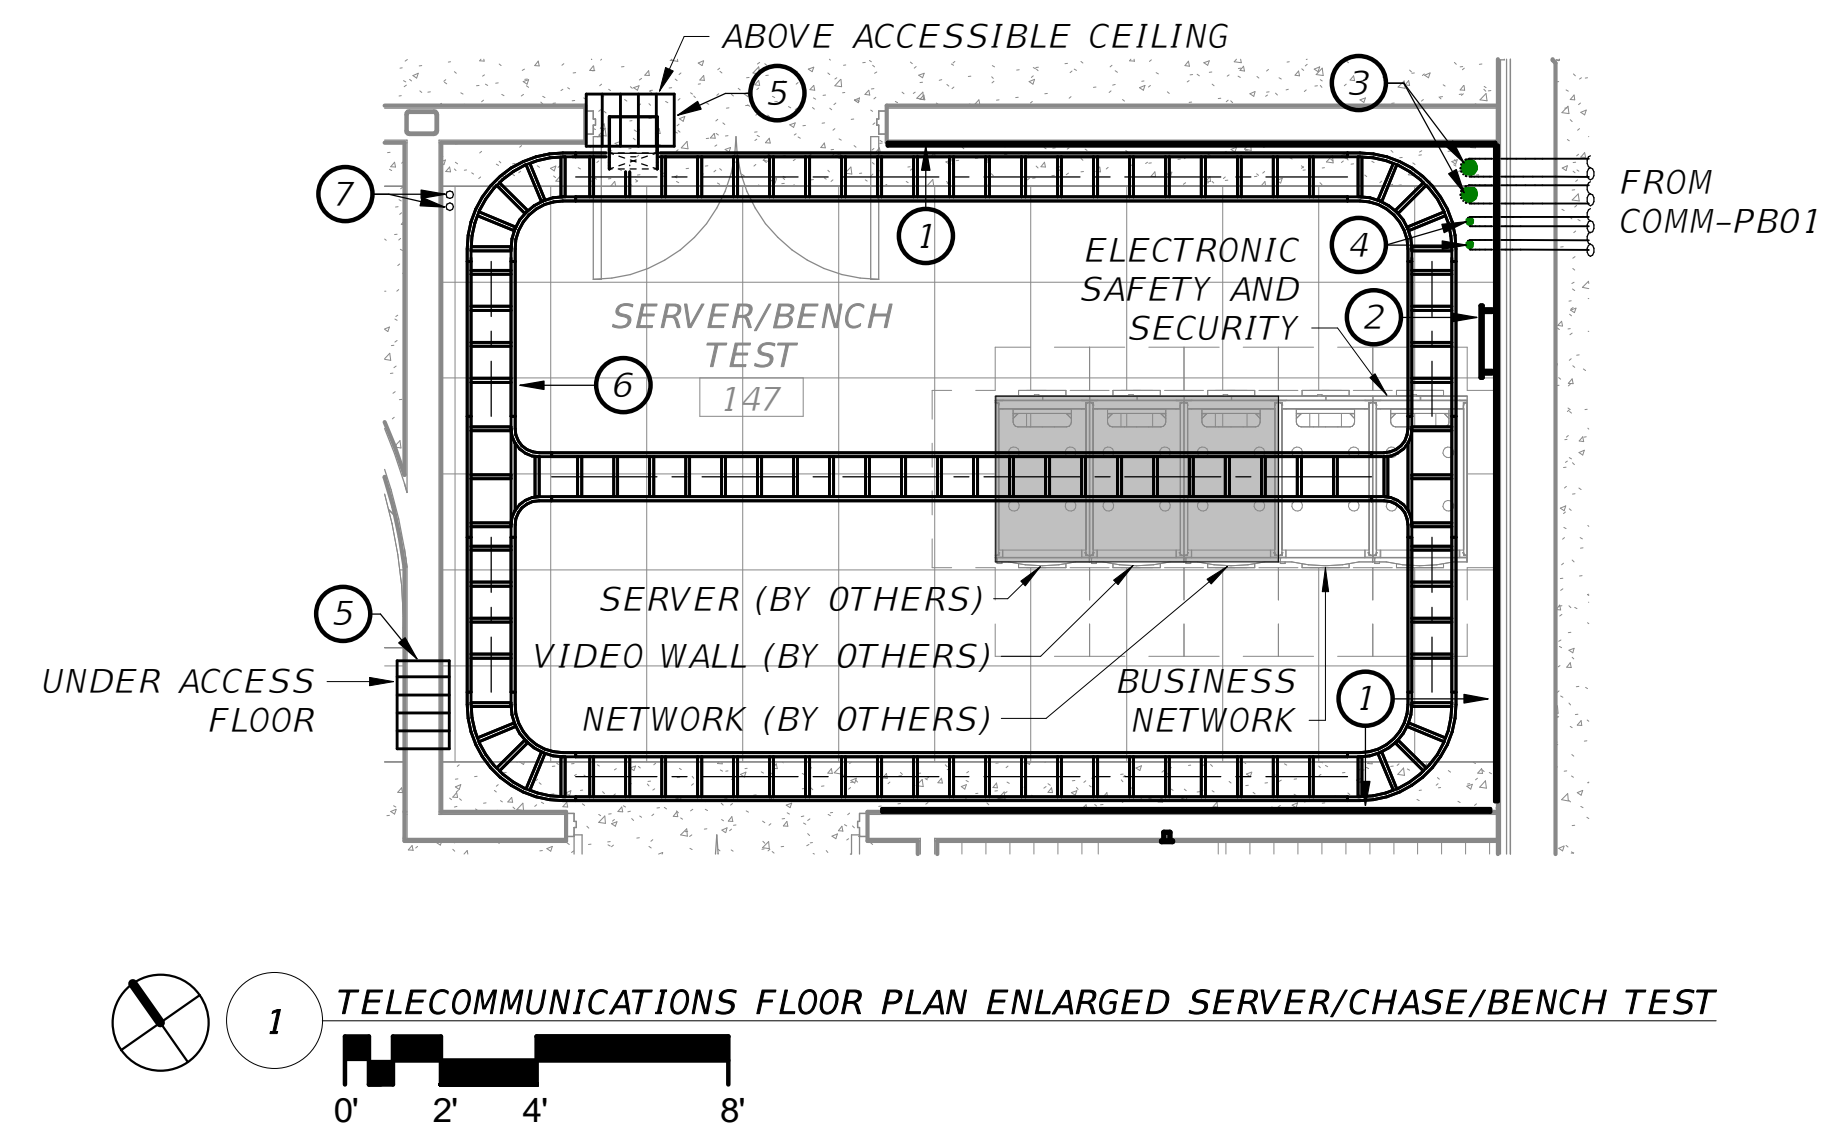 ABOVE ACCESSIBLE CEILING
5
3
7
FROM
COMM-PB01
1
4
ELECTRONIC
SAFETY AND
SECURITY
2
SERVER/BENCH
TEST
147
6
SERVER (BY OTHERS)
5
VIDEO WALL (BY OTHERS)
UNDER ACCESS
FLOOR
BUSINESS
NETWORK
1
NETWORK (BY OTHERS)
1
TELECOMMUNICATIONS FLOOR PLAN ENLARGED SERVER/CHASE/BENCH TEST
0' 2' 4' 8'